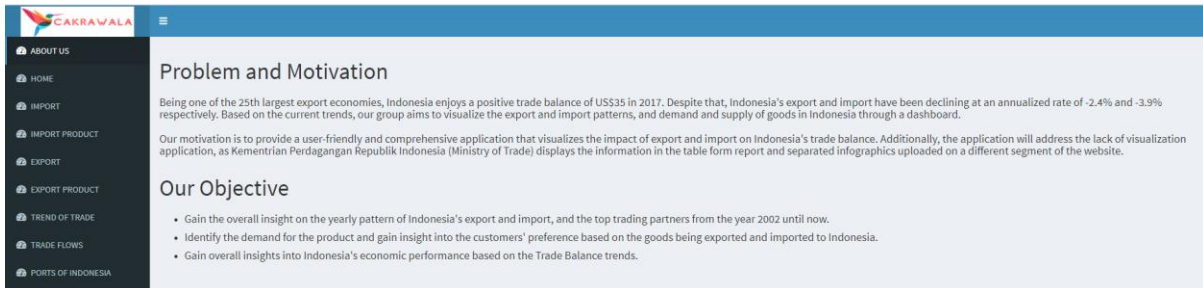 CAKRAWALA
ABOUT US
HOME
IMPORT
IMPORT PRODUCT
EXPORT
EXPORT PRODUCT
TREND OF TRADE
TRADE FLOWS
PORTS OF INDONESIA
Problem and Motivation
Being one of the 25th largest export economies, Indonesia enjoys a positive trade balance of US$35 in 2017. Despite that, Indonesia's export and import have been declining at an annualized rate of -2.4% and -3.9%
respectively. Based on the current trends, our group aims to visualize the export and import patterns, and demand and supply of goods in Indonesia through a dashboard.
Our motivation is to provide a user-friendly and comprehensive application that visualizes the impact of export and import on Indonesia's trade balance. Additionally, the application will address the lack of visualization
application, as Kementrian Perdagangan Republik Indonesia (Ministry of Trade) displays the information in the table form report and separated infographics uploaded on a different segment of the website.
Our Objective
• Gain the overall insight on the yearly pattern of Indonesia's export and import, and the top trading partners from the year 2002 until now.
• Identify the demand for the product and gain insight into the customers' preference based on the goods being exported and imported to Indonesia.
• Gain overall insights into Indonesia's economic performance based on the Trade Balance trends.